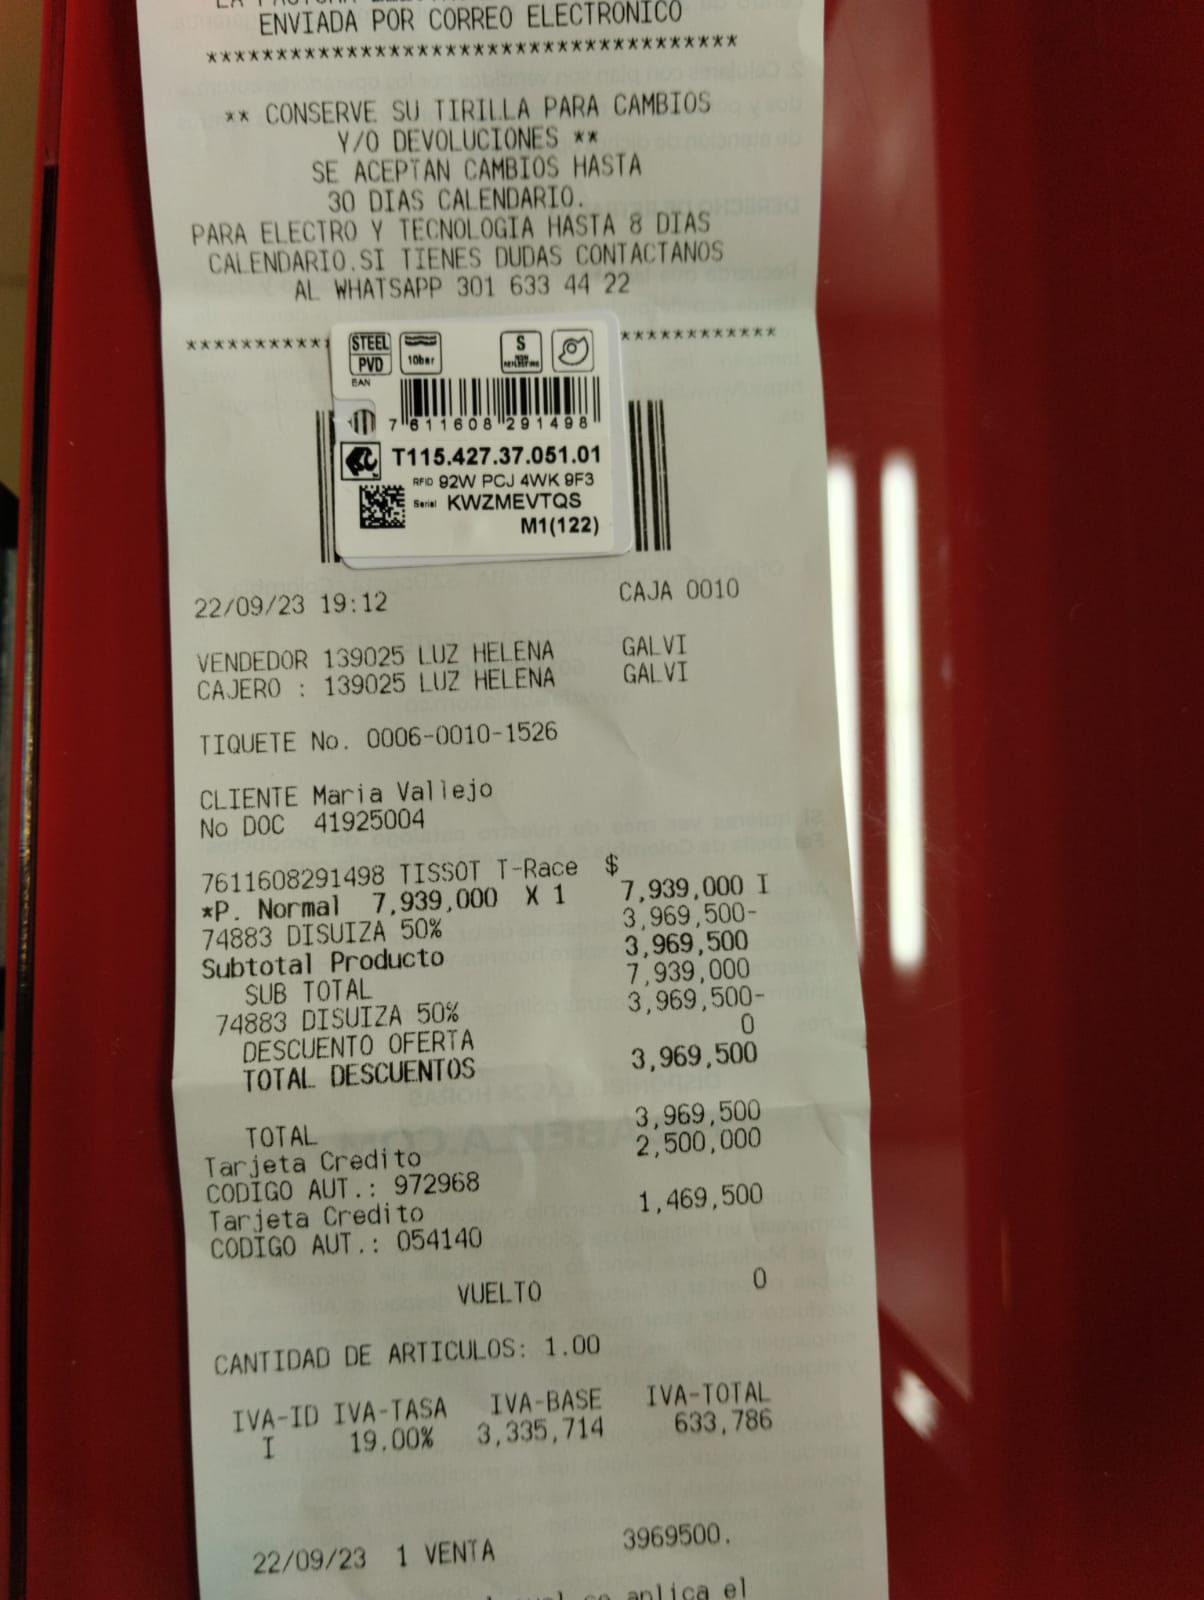 ENVIADA POR CORREO ELECTRONICO
**************************************
** CONSERVE SU TIRILLA PARA CAMBIOS
Y/O DEVOLUCIONES **
SE ACEPTAN CAMBIOS HASTA
30 DIAS CALENDARIO.
PARA ELECTRO Y TECNOLOGIA HASTA 8 DIAS
CALENDARIO.SI TIENES DUDAS CONTACTANOS
AL WHATSAPP 301 633 44 22
STEEL PVD 10bar S NON REFLECTING
EAN
7 611608 291498
T115.427.37.051.01
RFID 92W PCJ 4WK 9F3
Serial KWZMEVTQS
M1(122)
22/09/23 19:12 CAJA 0010
VENDEDOR 139025 LUZ HELENA GALVI
CAJERO : 139025 LUZ HELENA GALVI
TIQUETE No. 0006-0010-1526
CLIENTE Maria Vallejo
No DOC 41925004
7611608291498 TISSOT T-Race $
*P. Normal 7,939,000 X 1 7,939,000 I
74883 DISUIZA 50% 3,969,500-
Subtotal Producto 3,969,500
SUB TOTAL 7,939,000
74883 DISUIZA 50% 3,969,500-
DESCUENTO OFERTA 0
TOTAL DESCUENTOS 3,969,500
TOTAL 3,969,500
Tarjeta Credito 2,500,000
CODIGO AUT.: 972968
Tarjeta Credito 1,469,500
CODIGO AUT.: 054140
VUELTO 0
CANTIDAD DE ARTICULOS: 1.00
IVA-ID IVA-TASA IVA-BASE IVA-TOTAL
I 19.00% 3,335,714 633,786
22/09/23 1 VENTA 3969500.
aplica el